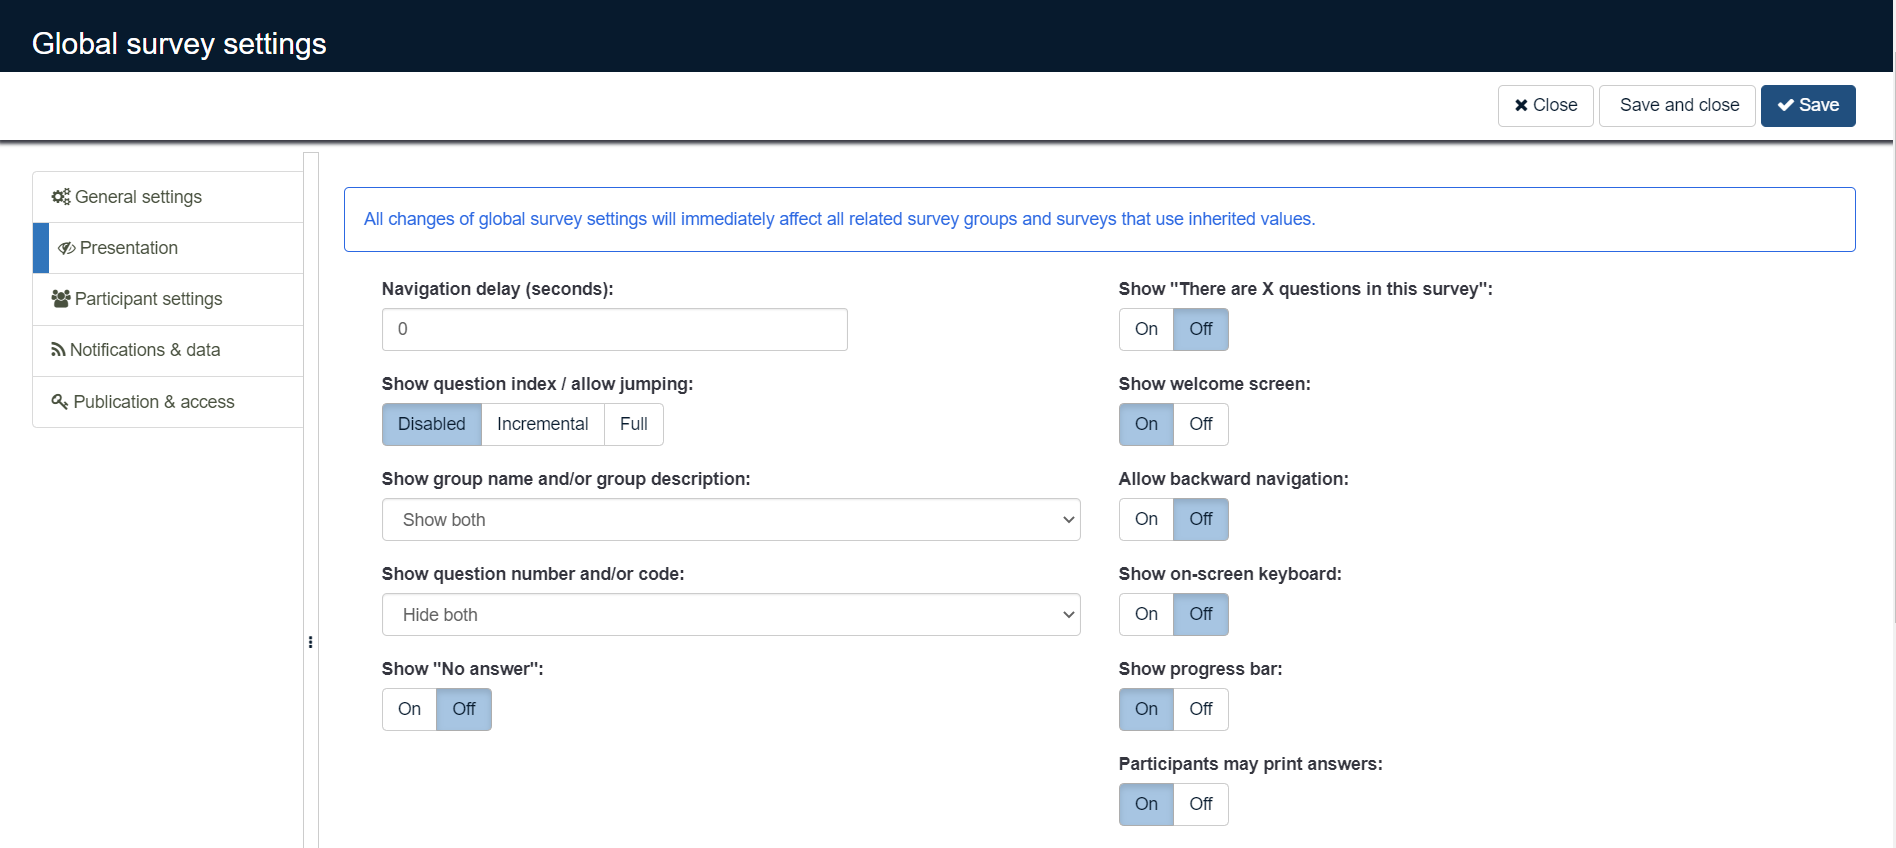 Global survey settings
Close
Save and close
Save
General settings
Presentation
Participant settings
Notifications & data
Publication & access
All changes of global survey settings will immediately affect all related survey groups and surveys that use inherited values.
Navigation delay (seconds):
0
Show question index / allow jumping:
Disabled Incremental Full
Show group name and/or group description:
Show both
Show question number and/or code:
Hide both
Show "No answer":
On Off
Show "There are X questions in this survey":
On Off
Show welcome screen:
On Off
Allow backward navigation:
On Off
Show on-screen keyboard:
On Off
Show progress bar:
On Off
Participants may print answers:
On Off